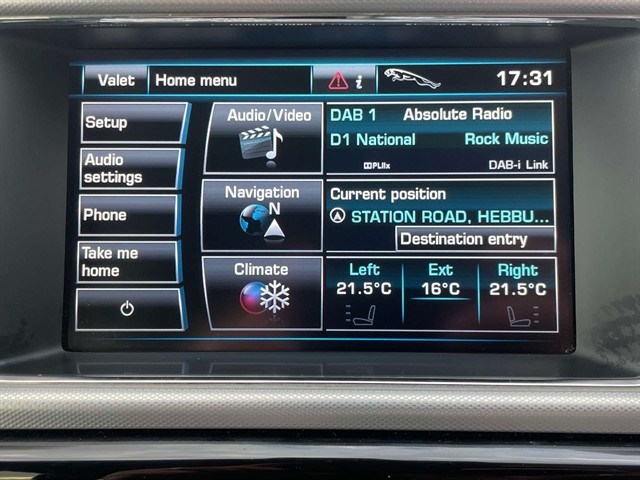 Valet
Home menu
i
17:31
Setup
Audio
settings
Phone
Take me
home
Audio/Video
Navigation
N
Climate
DAB 1 Absolute Radio
D1 National Rock Music
PLIIx DAB-i Link
Current position
STATION ROAD, HEBBU...
Destination entry
Left Ext Right
21.5°C 16°C 21.5°C